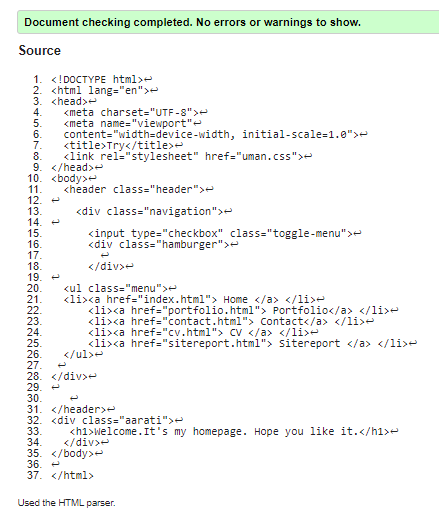 Document checking completed. No errors or warnings to show.
Source
1. <!DOCTYPE html>↩
2. <html lang="en">↩
3. <head>↩
4. <meta charset="UTF-8">↩
5. <meta name="viewport"↩
6. content="width=device-width, initial-scale=1.0">↩
7. <title>Try</title>↩
8. <link rel="stylesheet" href="uman.css">↩
9. </head>↩
10. <body>↩
11. <header class="header">↩
12. ↩
13. <div class="navigation">↩
14. ↩
15. <input type="checkbox" class="toggle-menu">↩
16. <div class="hamburger">↩
17. ↩
18. </div>↩
19. ↩
20. <ul class="menu">↩
21. <li><a href="index.html"> Home </a> </li>↩
22. <li><a href="portfolio.html"> Portfolio</a> </li>↩
23. <li><a href="contact.html"> Contact</a> </li>↩
24. <li><a href="cv.html"> CV </a> </li>↩
25. <li><a href="sitereport.html"> Sitereport </a> </li>↩
26. </ul>↩
27. ↩
28. </div>↩
29. ↩
30. ↩
31. </header>↩
32. <div class="aarati">↩
33. <h1>Welcome.It's my homepage. Hope you like it.</h1>↩
34. </div>↩
35. </body>↩
36. ↩
37. </html>
Used the HTML parser.